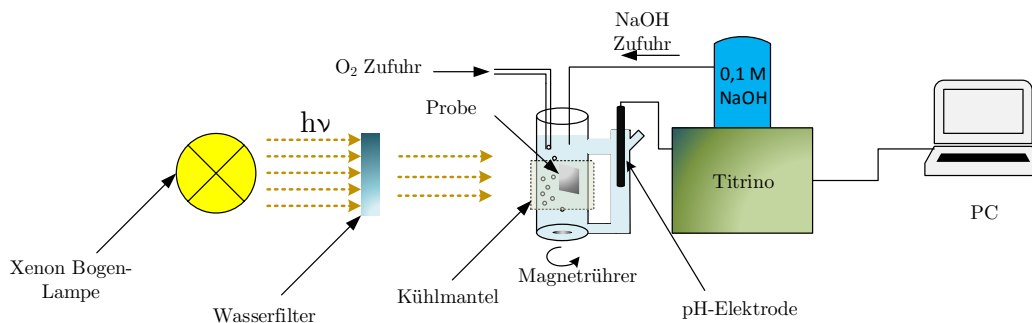 NaOH
Zufuhr
O₂ Zufuhr
0,1 M
NaOH
Probe
hν
Titrino
PC
Xenon Bogen-
Lampe
Wasserfilter
Kühlmantel
Magnetrührer
pH-Elektrode